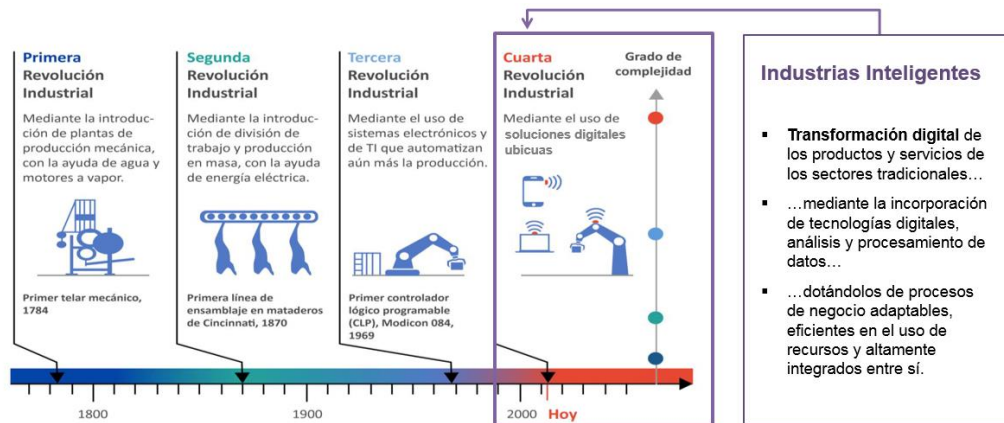 Primera
Revolución
Industrial
Mediante la introduc-
ción de plantas de
producción mecánica,
con la ayuda de agua y
motores a vapor.
Primer telar mecánico,
1784
Segunda
Revolución
Industrial
Mediante la introduc-
ción de división de
trabajo y producción
en masa, con la ayuda
de energía eléctrica.
Primera línea de
ensamblaje en mataderos
de Cincinnati, 1870
Tercera
Revolución
Industrial
Mediante el uso de
sistemas electrónicos y
de TI que automatizan
aún más la producción.
Primer controlador
lógico programable
(CLP), Modicon 084,
1969
Cuarta
Revolución
Industrial
Mediante el uso de
soluciones digitales
ubicuas
Grado de
complejidad
1800
1900
2000
Hoy
Industrias Inteligentes
▪ Transformación digital de
los productos y servicios de
los sectores tradicionales…
▪ …mediante la incorporación
de tecnologías digitales,
análisis y procesamiento de
datos…
▪ …dotándolos de procesos
de negocio adaptables,
eficientes en el uso de
recursos y altamente
integrados entre sí.